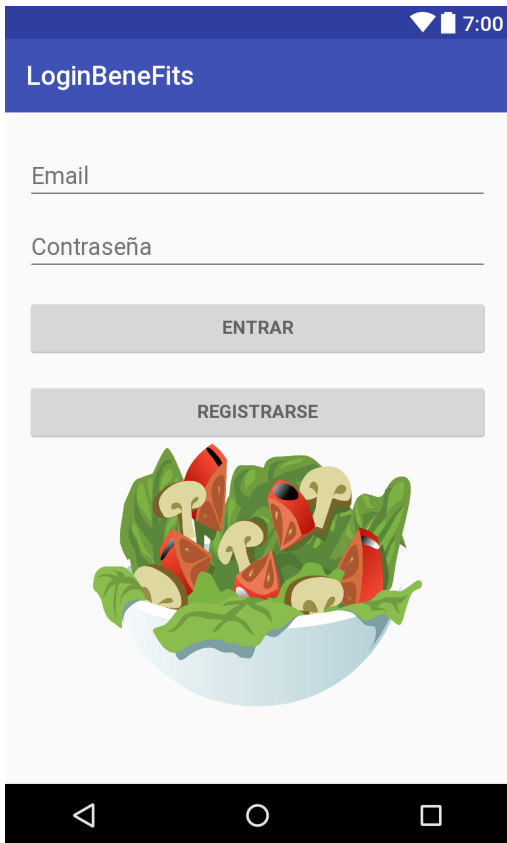 7:00
LoginBeneFits
Email
Contraseña
ENTRAR
REGISTRARSE